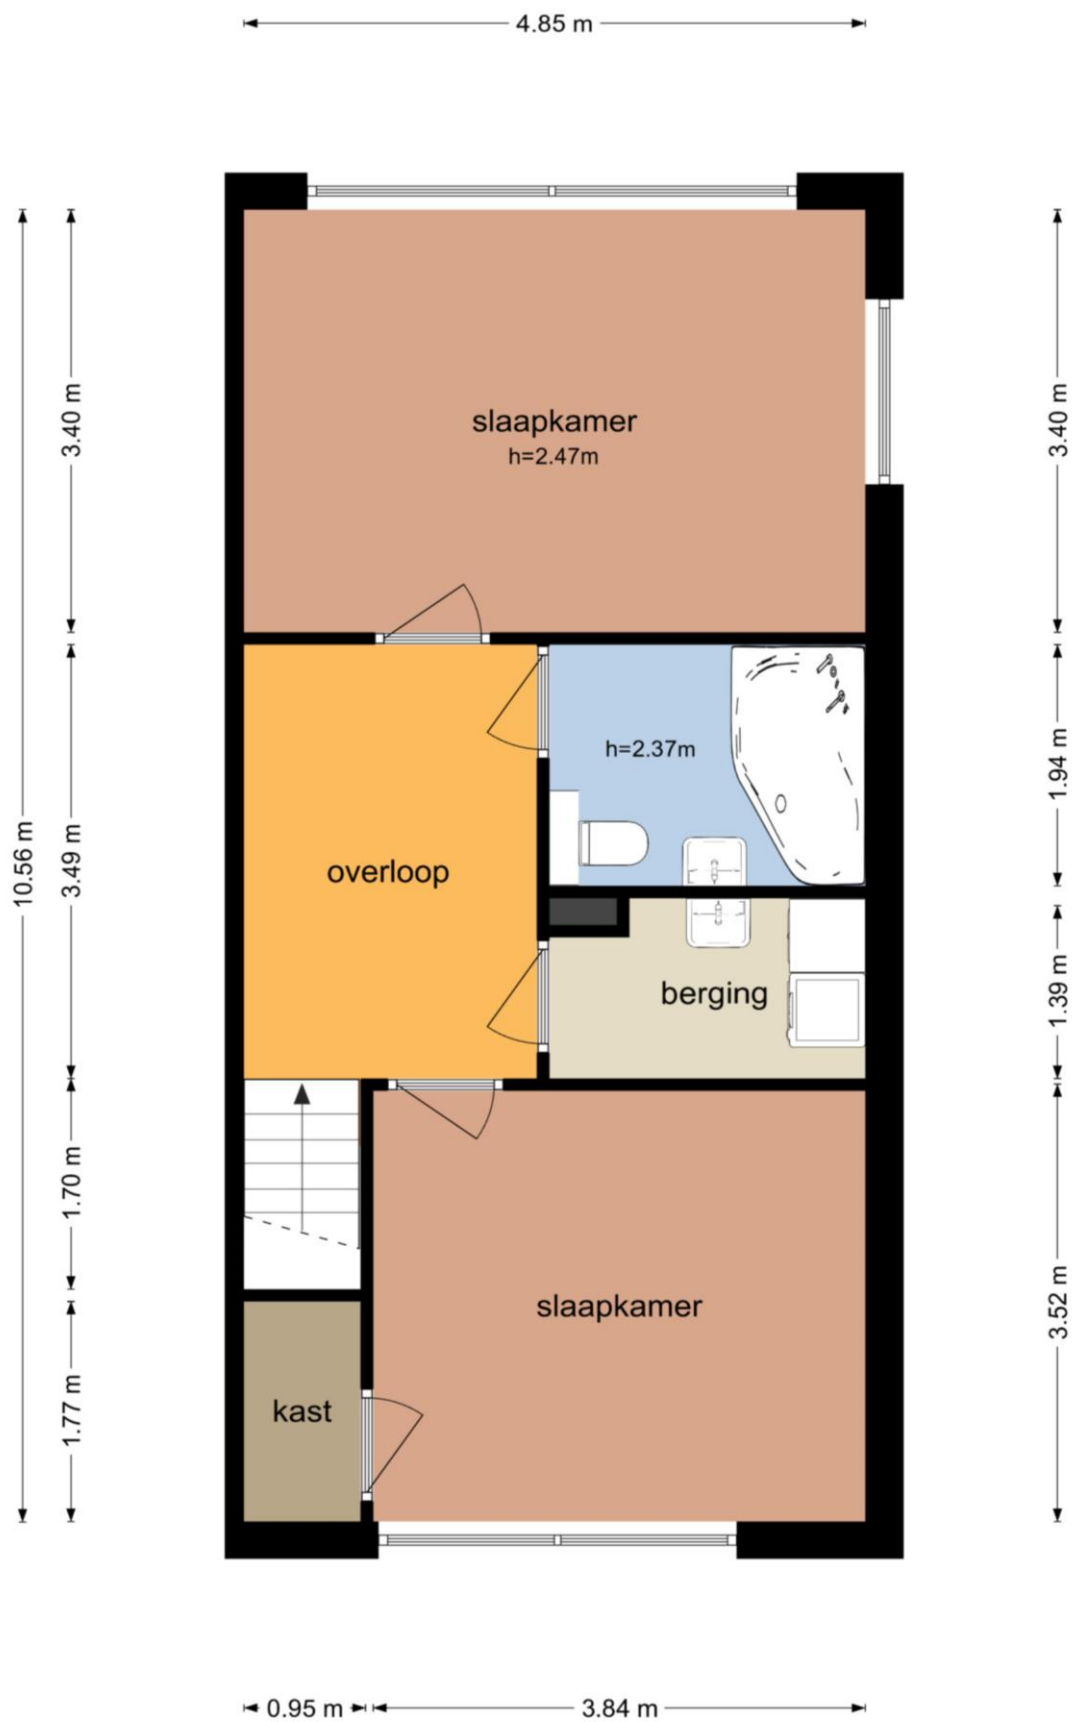 4.85 m
3.40 m
3.40 m
slaapkamer
h=2.47m
10.56 m
3.49 m
1.94 m
h=2.37m
overloop
1.39 m
berging
1.70 m
3.52 m
slaapkamer
1.77 m
kast
0.95 m
3.84 m